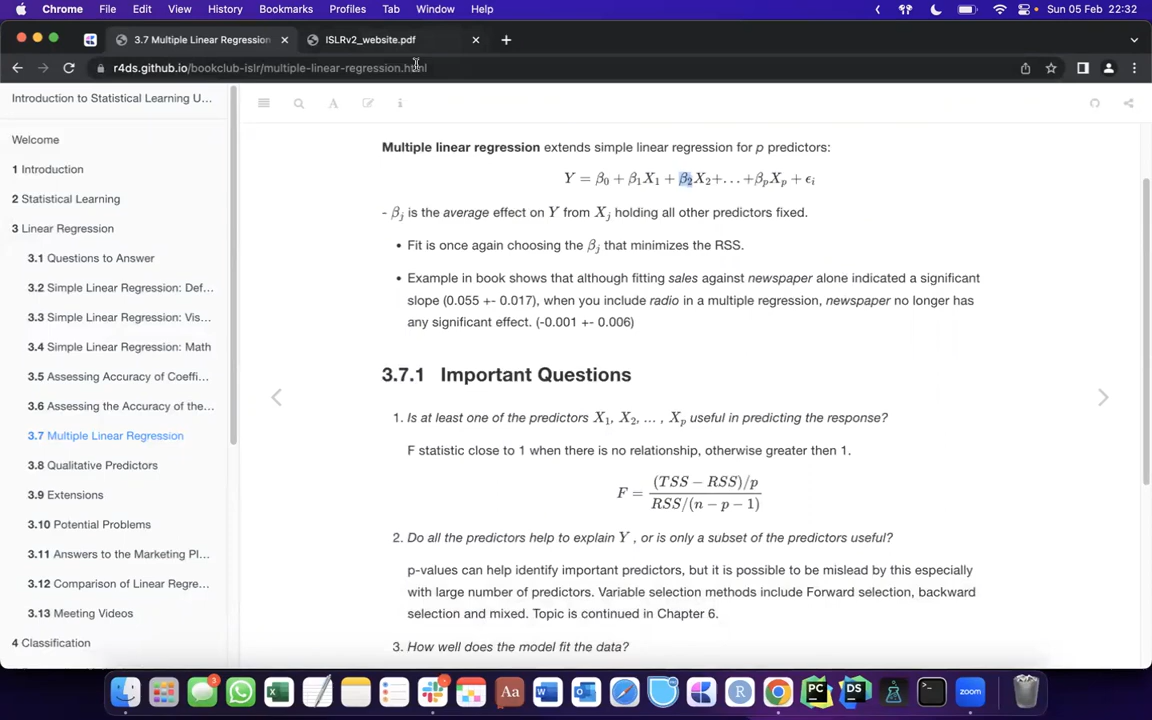 Chrome File Edit View History Bookmarks Profiles Tab Window Help Sun 05 Feb 22:32
3.7 Multiple Linear Regression ISLRv2_website.pdf
r4ds.github.io/bookclub-islr/multiple-linear-regression.html
Introduction to Statistical Learning U...
Welcome
1 Introduction
2 Statistical Learning
3 Linear Regression
3.1 Questions to Answer
3.2 Simple Linear Regression: Def...
3.3 Simple Linear Regression: Vis...
3.4 Simple Linear Regression: Math
3.5 Assessing Accuracy of Coeffi...
3.6 Assessing the Accuracy of the...
3.7 Multiple Linear Regression
3.8 Qualitative Predictors
3.9 Extensions
3.10 Potential Problems
3.11 Answers to the Marketing Pl...
3.12 Comparison of Linear Regre...
3.13 Meeting Videos
4 Classification
Multiple linear regression extends simple linear regression for p predictors:
Y = β0 + β1X1 + β2X2+...+βpXp + ϵi
- βj is the average effect on Y from Xj holding all other predictors fixed.
• Fit is once again choosing the βj that minimizes the RSS.
• Example in book shows that although fitting sales against newspaper alone indicated a significant
slope (0.055 +- 0.017), when you include radio in a multiple regression, newspaper no longer has
any significant effect. (-0.001 +- 0.006)
3.7.1 Important Questions
1. Is at least one of the predictors X1, X2, ... , Xp useful in predicting the response?
F statistic close to 1 when there is no relationship, otherwise greater then 1.
F = (TSS − RSS)/p
RSS/(n − p − 1)
2. Do all the predictors help to explain Y , or is only a subset of the predictors useful?
p-values can help identify important predictors, but it is possible to be mislead by this especially
with large number of predictors. Variable selection methods include Forward selection, backward
selection and mixed. Topic is continued in Chapter 6.
3. How well does the model fit the data?
3
Aa
W
R
PC
DS
zoom